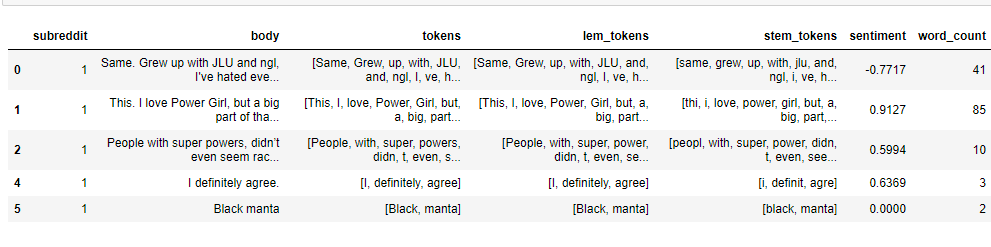 subreddit body tokens lem_tokens stem_tokens sentiment word_count
0 1 Same. Grew up with JLU and ngl, I've hated eve... [Same, Grew, up, with, JLU, and, ngl, I, ve, h... [Same, Grew, up, with, JLU, and, ngl, I, ve, h... [same, grew, up, with, jlu, and, ngl, i, ve, h... -0.7717 41
1 1 This. I love Power Girl, but a big part of tha... [This, I, love, Power, Girl, but, a, big, part... [This, I, love, Power, Girl, but, a, big, part... [thi, i, love, power, girl, but, a, big, part,... 0.9127 85
2 1 People with super powers, didn't even seem rac... [People, with, super, powers, didn, t, even, s... [People, with, super, power, didn, t, even, se... [peopl, with, super, power, didn, t, even, see... 0.5994 10
4 1 I definitely agree. [I, definitely, agree] [I, definitely, agree] [i, definit, agre] 0.6369 3
5 1 Black manta [Black, manta] [Black, manta] [black, manta] 0.0000 2